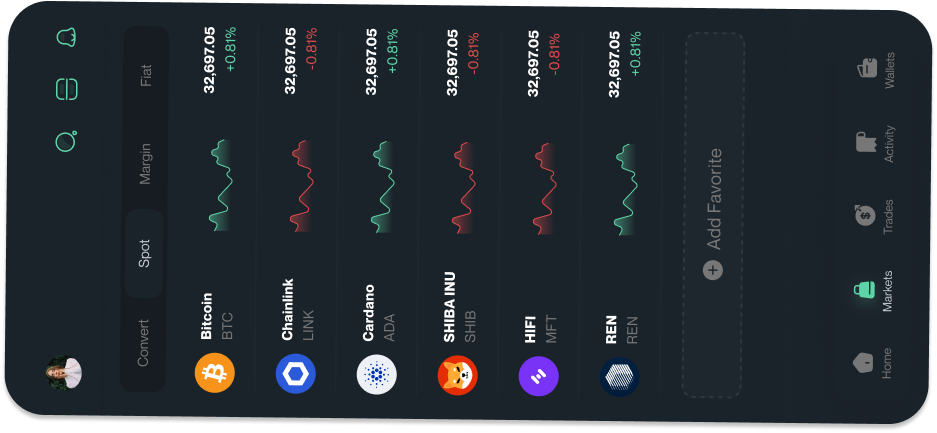 Convert Spot Margin Fiat
Bitcoin 32,697.05
BTC +0.81%
Chainlink 32,697.05
LINK -0.81%
Cardano 32,697.05
ADA +0.81%
SHIBA INU 32,697.05
SHIB -0.81%
HIFI 32,697.05
MFT -0.81%
REN 32,697.05
REN +0.81%
Add Favorite
Home Markets Trades Activity Wallets